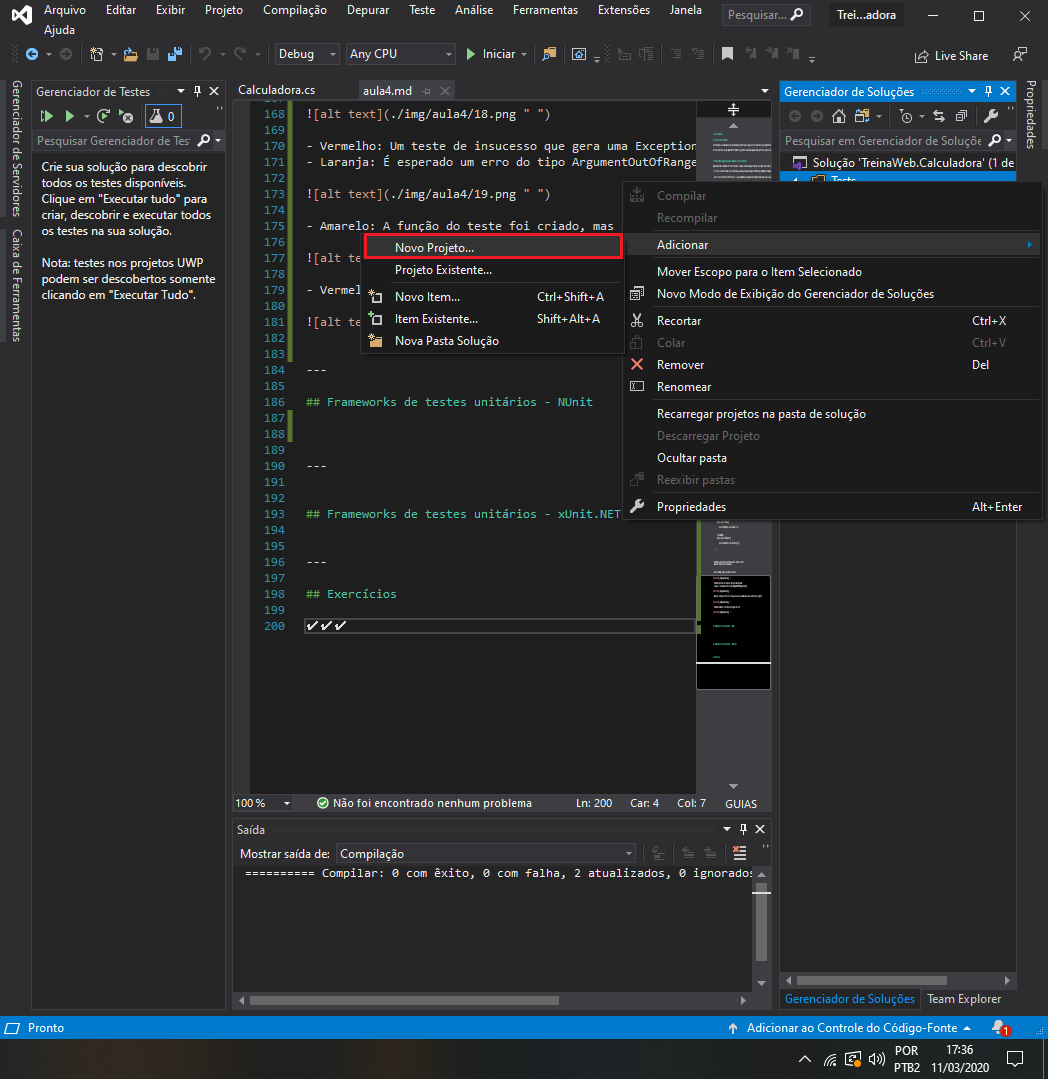 Arquivo Editar Exibir Projeto Compilação Depurar Teste Análise Ferramentas Extensões Janela
Ajuda
Pesquisar...
Trei...adora
Debug
Any CPU
Iniciar
Live Share
Gerenciador de Servidores
Caixa de Ferramentas
Gerenciador de Testes
0
Pesquisar Gerenciador de Tes
Crie sua solução para descobrir
todos os testes disponíveis.
Clique em "Executar tudo" para
criar, descobrir e executar todos
os testes na sua solução.
Nota: testes nos projetos UWP
podem ser descobertos somente
clicando em "Executar Tudo".
Calculadora.cs
aula4.md
168 ![alt text](./img/aula4/18.png " ")
169
170 - Vermelho: Um teste de insucesso que gera uma Exception
171 - Laranja: É esperado um erro do tipo ArgumentOutOfRange
172
173 ![alt text](./img/aula4/19.png " ")
174
175 - Amarelo: A função do teste foi criado, mas
176
177 ![alt te
178
179 - Vermel
180
181 ![alt te
182
183
184 ---
185
186 ## Frameworks de testes unitários - NUnit
187
188
189
190 ---
191
192
193 ## Frameworks de testes unitários - xUnit.NET
194
195
196 ---
197
198 ## Exercícios
199
200 ✔✔✔
Novo Projeto...
Projeto Existente...
Novo Item... Ctrl+Shift+A
Item Existente... Shift+Alt+A
Nova Pasta Solução
Compilar
Recompilar
Adicionar
Mover Escopo para o Item Selecionado
Novo Modo de Exibição do Gerenciador de Soluções
Recortar Ctrl+X
Colar Ctrl+V
Remover Del
Renomear
Recarregar projetos na pasta de solução
Descarregar Projeto
Ocultar pasta
Reexibir pastas
Propriedades Alt+Enter
Gerenciador de Soluções
Pesquisar em Gerenciador de Soluçõe
Solução 'TreinaWeb.Calculadora' (1 de
Tests
Propriedades
100 %
Não foi encontrado nenhum problema
Ln: 200 Car: 4 Col: 7 GUIAS
Saída
Mostrar saída de: Compilação
========== Compilar: 0 com êxito, 0 com falha, 2 atualizados, 0 ignorados
Gerenciador de Soluções Team Explorer
Pronto
Adicionar ao Controle do Código-Fonte
1
POR
PTB2
17:36
11/03/2020